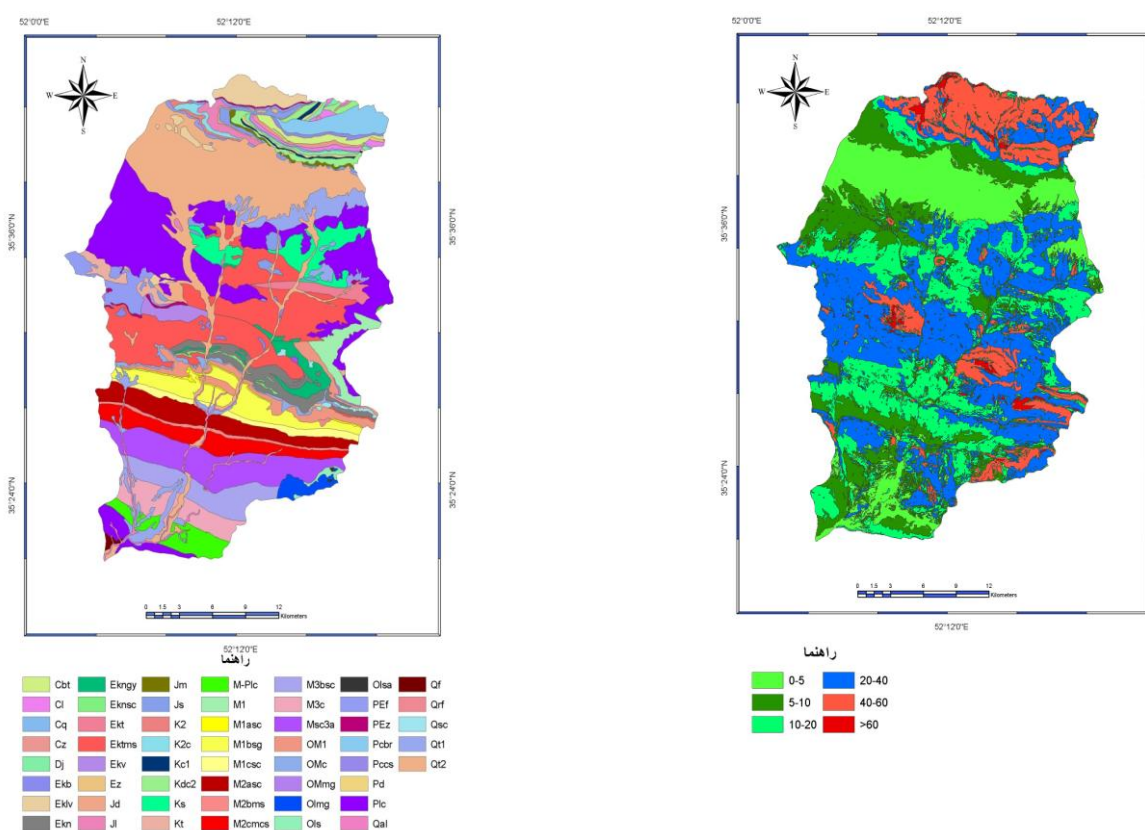 52°0'0"E 52°12'0"E
N
W E
S
35°36'0"N 35°36'0"N
35°24'0"N 35°24'0"N
0 1.5 3 6 9 12
Kilometers
52°12'0"E
راهنما
Cbt Ekngy Jm M-Plc M3bsc Olsa Qf
Cl Eknsc Js M1 M3c PEf Qrf
Cq Ekt K2 M1asc Msc3a PEz Qsc
Cz Ektms K2c M1bsg OM1 Pcbr Qt1
Dj Ekv Kc1 M1csc OMc Pccs Qt2
Ekb Ez Kdc2 M2asc OMmg Pd
Eklv Jd Ks M2bms Olmg Plc
Ekn Jl Kt M2cmcs Ols Qal
52°0'0"E 52°12'0"E
N
W E
S
35°36'0"N 35°36'0"N
35°24'0"N 35°24'0"N
0 1.5 3 6 9 12
Kilometers
52°12'0"E
راهنما
0-5 20-40
5-10 40-60
10-20 >60